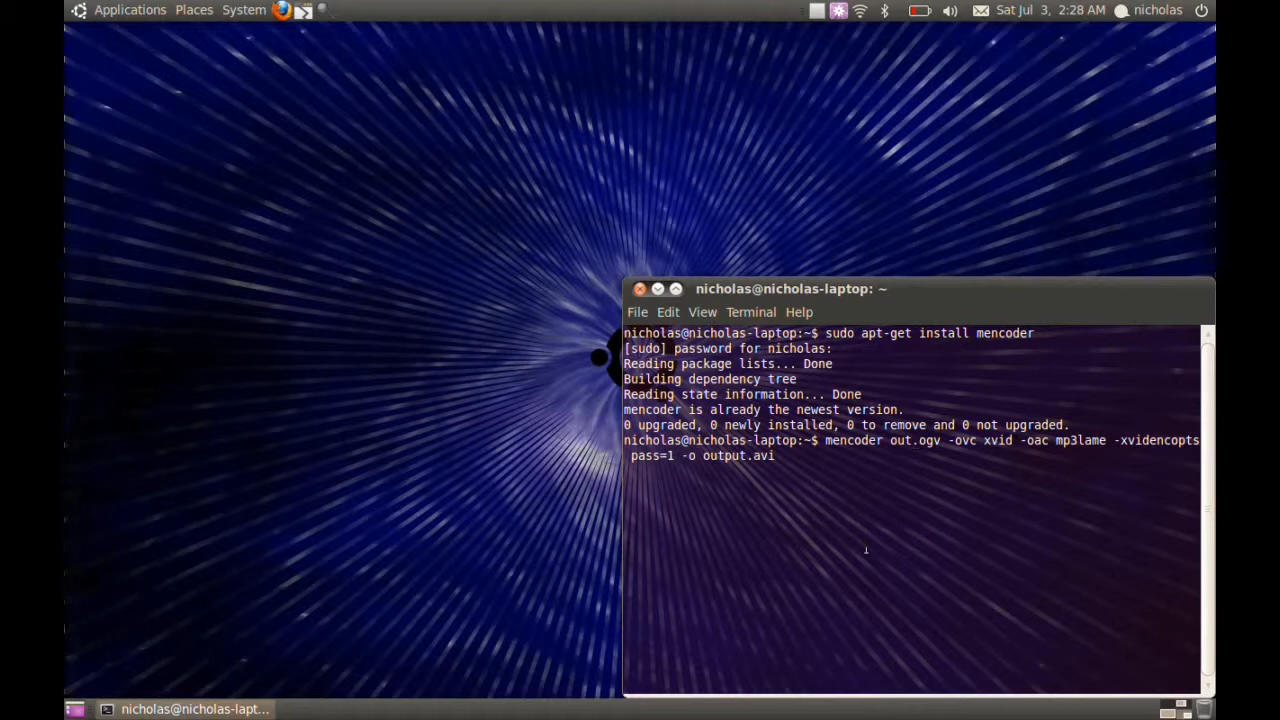 Applications Places System Sat Jul 3, 2:28 AM nicholas
nicholas@nicholas-laptop: ~
File Edit View Terminal Help
nicholas@nicholas-laptop:~$ sudo apt-get install mencoder
[sudo] password for nicholas:
Reading package lists... Done
Building dependency tree
Reading state information... Done
mencoder is already the newest version.
0 upgraded, 0 newly installed, 0 to remove and 0 not upgraded.
nicholas@nicholas-laptop:~$ mencoder out.ogv -ovc xvid -oac mp3lame -xvidencopts
pass=1 -o output.avi
nicholas@nicholas-lapt...